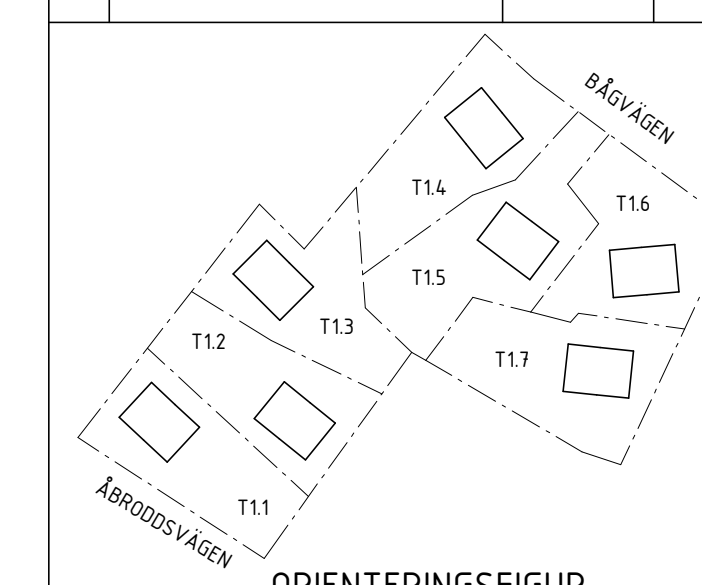 BÅGVÄGEN
T1.4
T1.6
T1.5
T1.3
T1.2
T1.7
T1.1
ÅBRODDSVÄGEN
ORIENTERINGSFIGUR